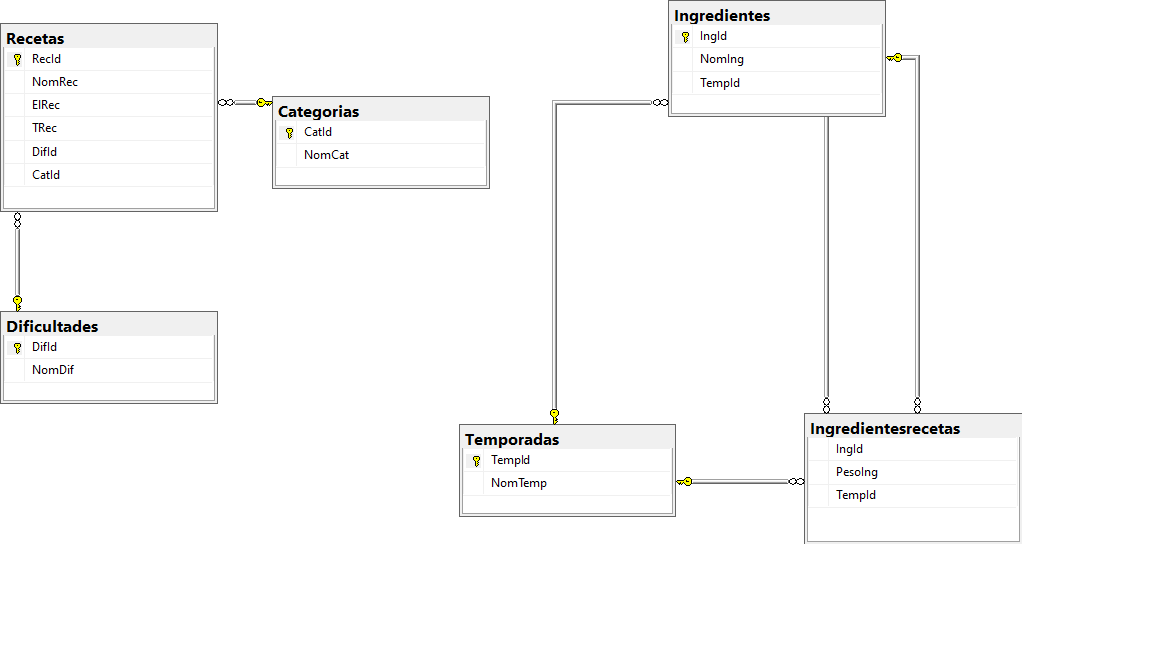 Recetas
RecId
NomRec
ElRec
TRec
DifId
CatId
Categorias
CatId
NomCat
Dificultades
DifId
NomDif
Ingredientes
IngId
NomIng
TempId
Temporadas
TempId
NomTemp
Ingredientesrecetas
IngId
PesoIng
TempId